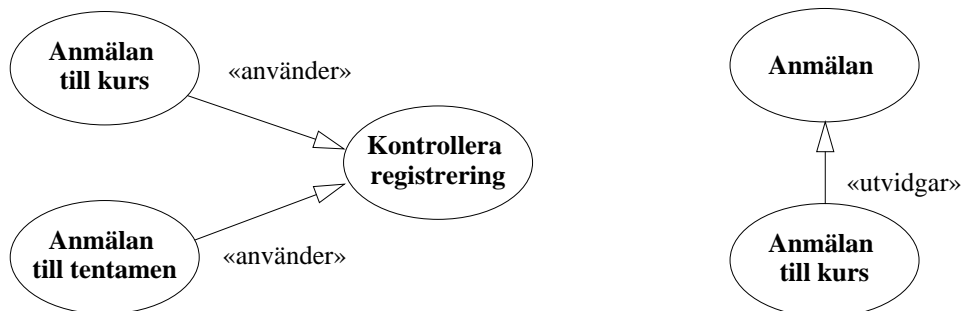 Anmälan
till kurs
«använder»
Kontrollera
registrering
Anmälan
till tentamen
«använder»
Anmälan
«utvidgar»
Anmälan
till kurs